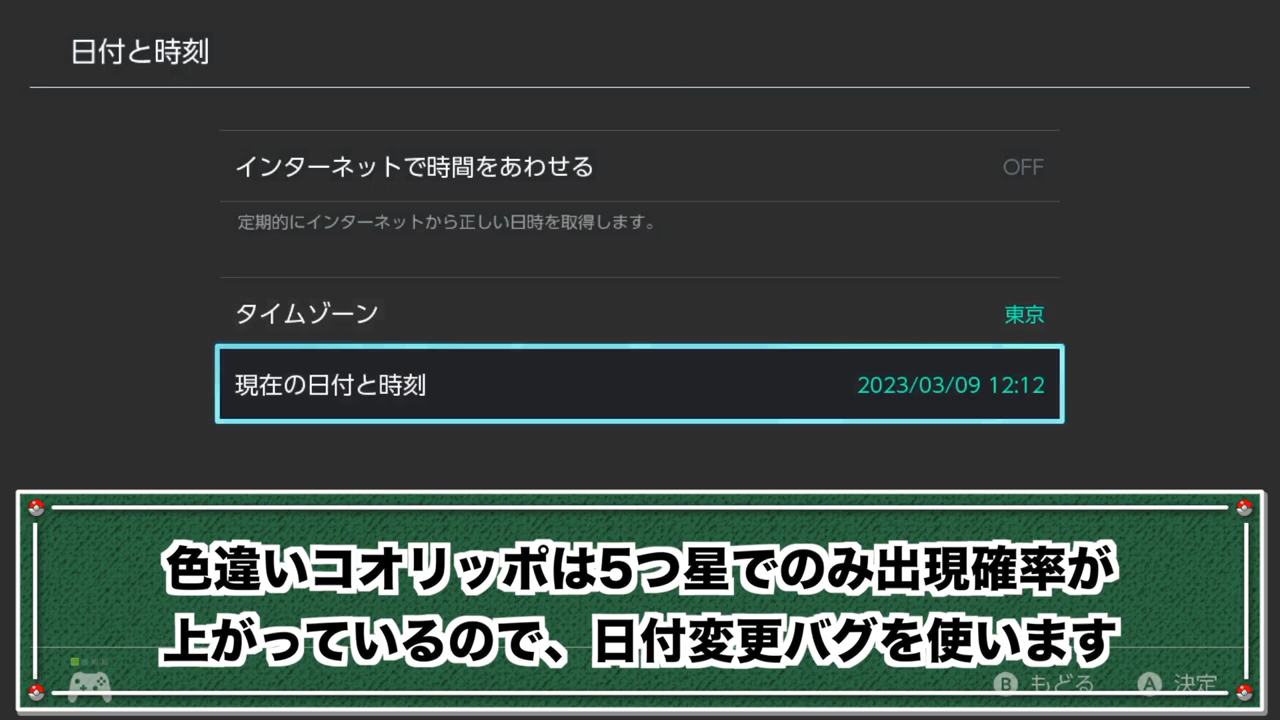 日付と時刻
インターネットで時間をあわせる OFF
定期的にインターネットから正しい日時を取得します。
タイムゾーン 東京
現在の日付と時刻 2023/03/09 12:12
色違いコオリッポは5つ星でのみ出現確率が
上がっているので、日付変更バグを使います
B もどる A 決定